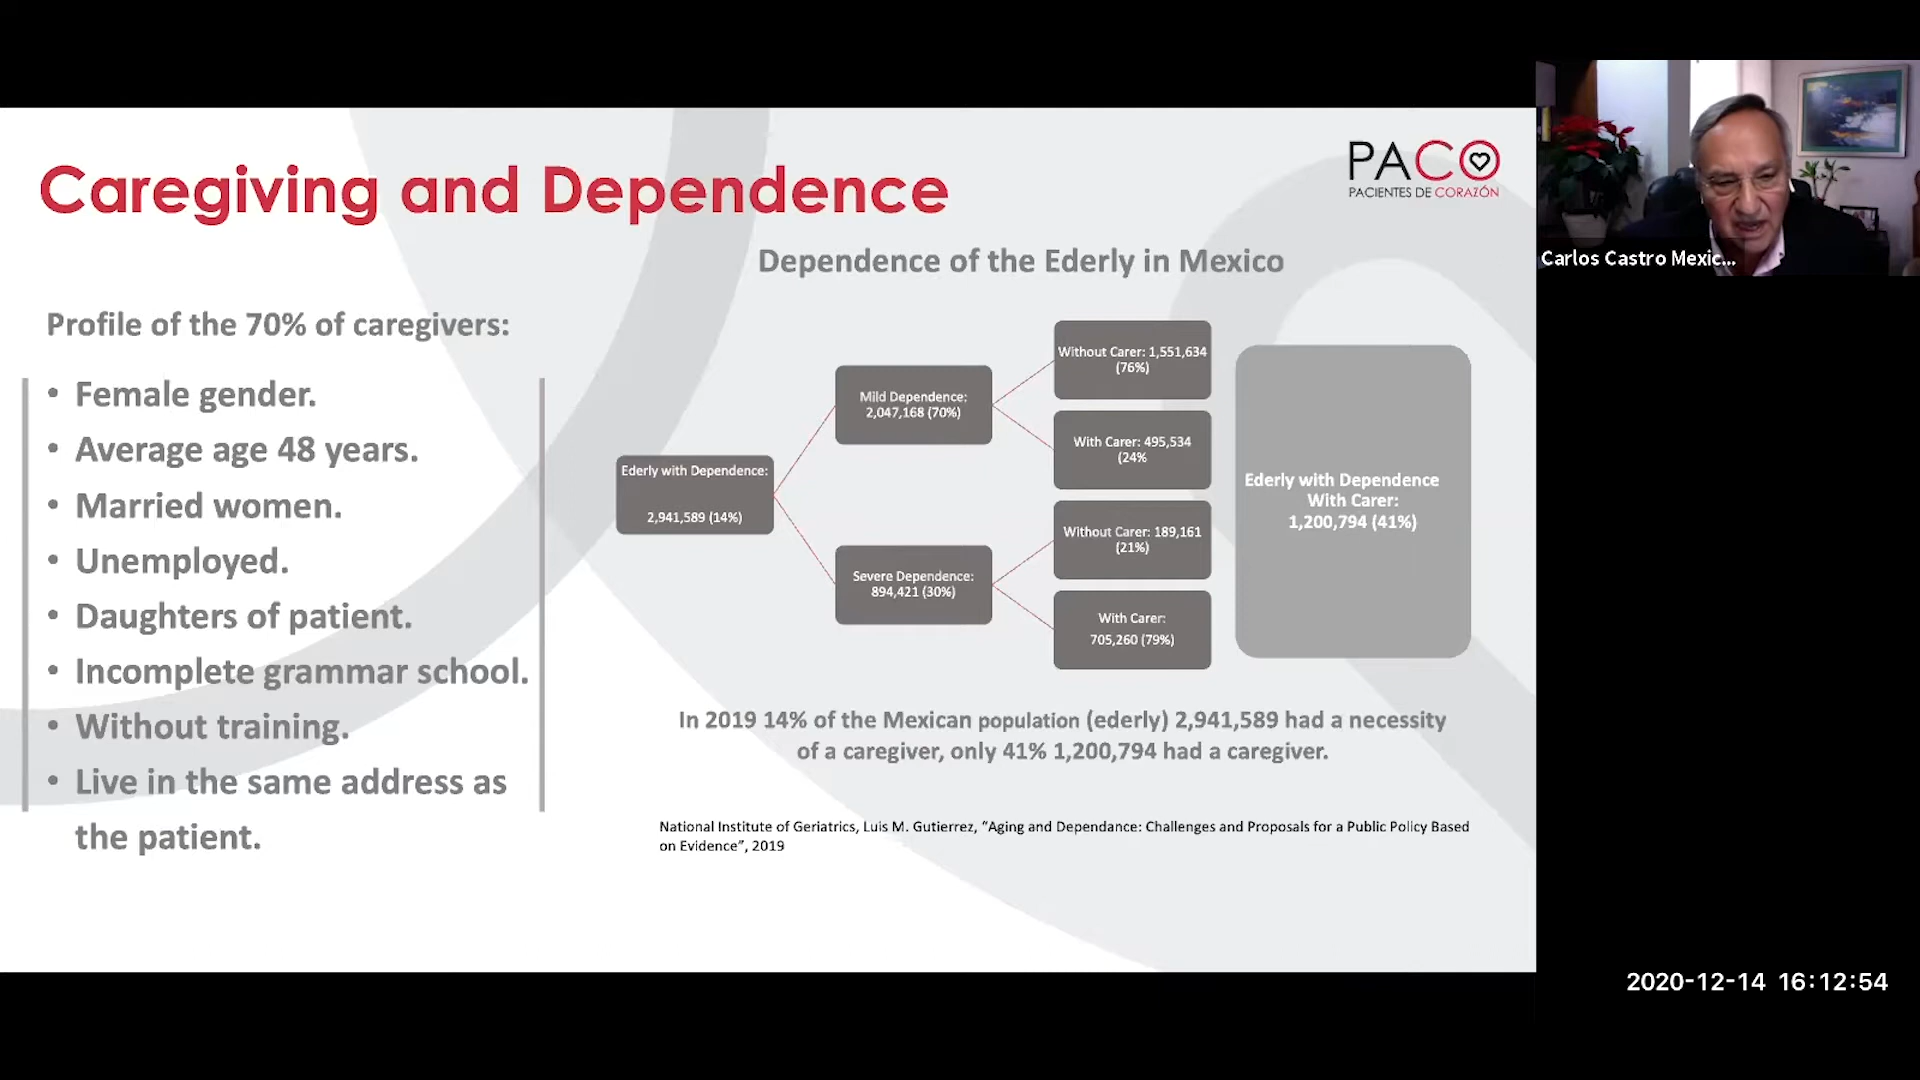 Caregiving and Dependence
PACO
PACIENTES DE CORAZÓN
Profile of the 70% of caregivers:
• Female gender.
• Average age 48 years.
• Married women.
• Unemployed.
• Daughters of patient.
• Incomplete grammar school.
• Without training.
• Live in the same address as
the patient.
Dependence of the Ederly in Mexico
Ederly with Dependence:
2,941,589 (14%)
Mild Dependence:
2,047,168 (70%)
Severe Dependence:
894,421 (30%)
Without Carer: 1,551,634
(76%)
With Carer: 495,534
(24%
Without Carer: 189,161
(21%)
With Carer:
705,260 (79%)
Ederly with Dependence
With Carer:
1,200,794 (41%)
In 2019 14% of the Mexican population (ederly) 2,941,589 had a necessity
of a caregiver, only 41% 1,200,794 had a caregiver.
National Institute of Geriatrics, Luis M. Gutierrez, “Aging and Dependance: Challenges and Proposals for a Public Policy Based
on Evidence”, 2019
Carlos Castro Mexic...
2020-12-14 16:12:54